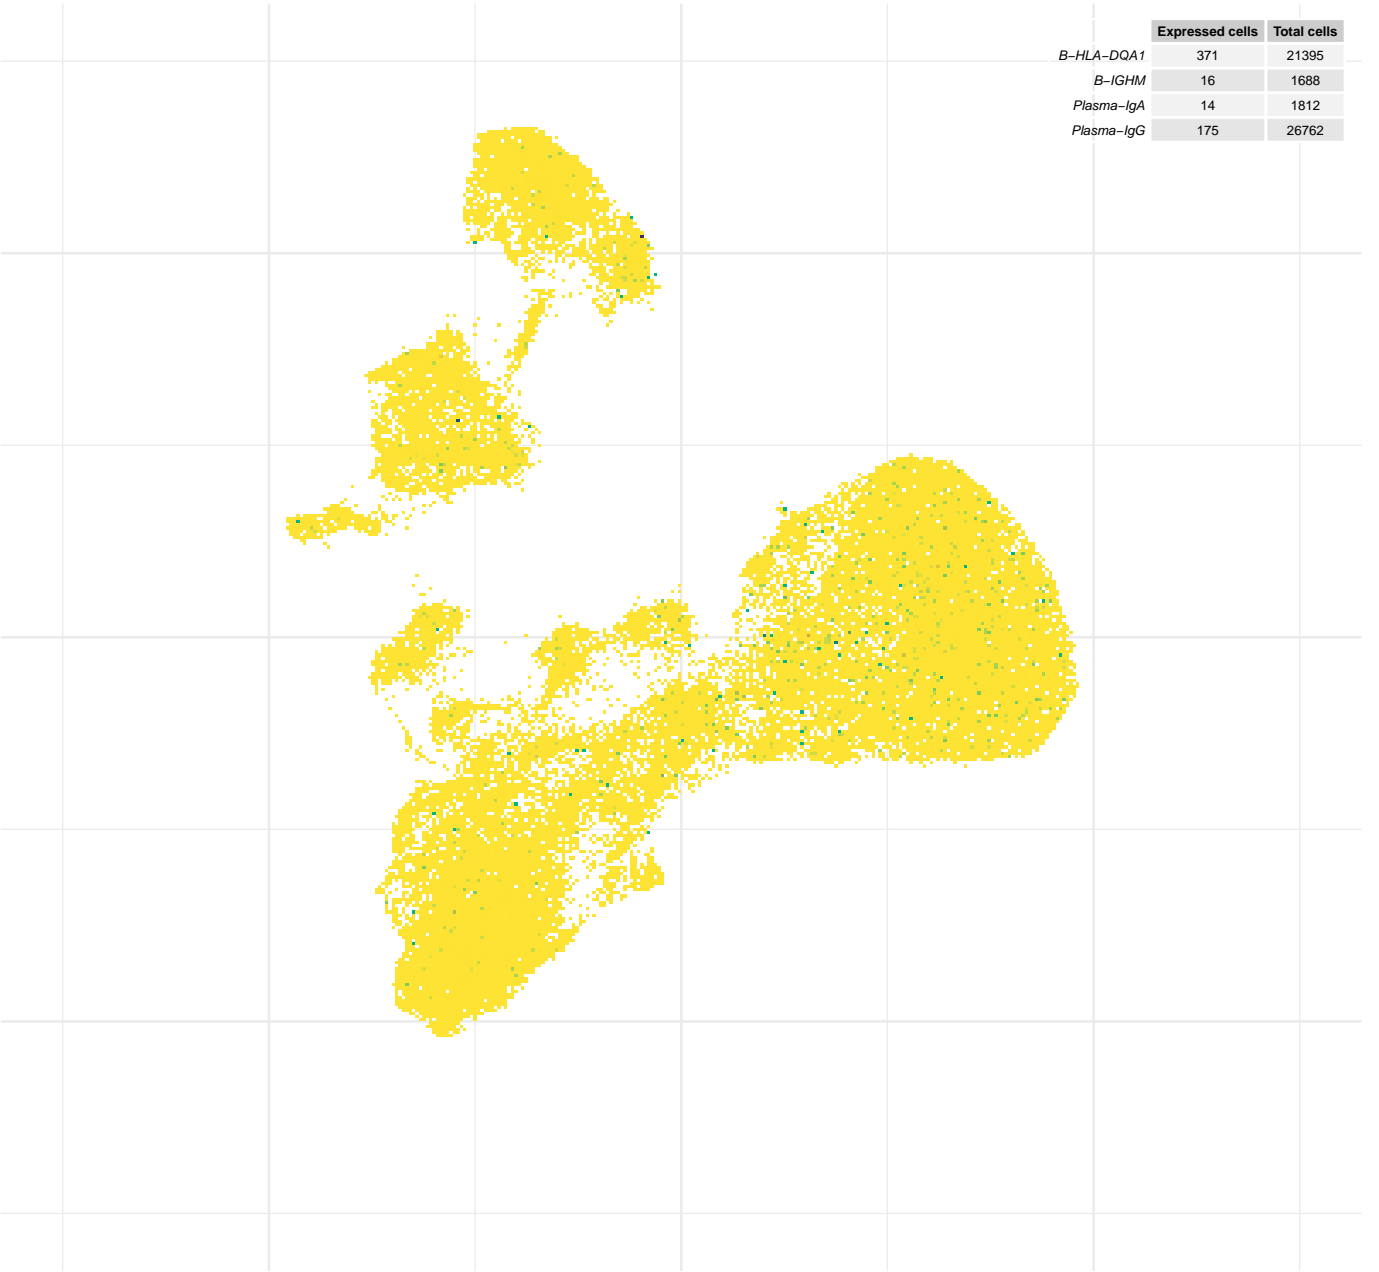 Expressed cells Total cells
B−HLA−DQA1 371 21395
B−IGHM 16 1688
Plasma−IgA 14 1812
Plasma−IgG 175 26762